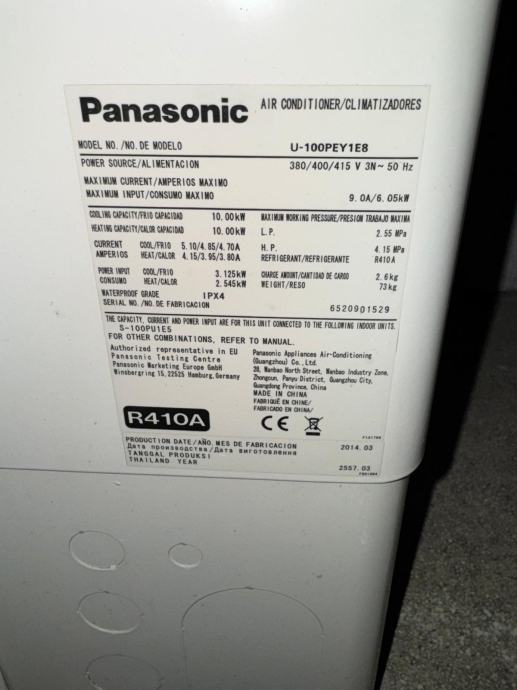 Panasonic AIR CONDITIONER/CLIMATIZADORES
MODEL NO. /NO. DE MODELO U-100PEY1E8
POWER SOURCE/ALIMENTACION 380/400/415 V 3N~ 50 Hz
MAXIMUM CURRENT/AMPERIOS MAXIMO
MAXIMUM INPUT/CONSUMO MAXIMO 9.0A/6.05kW
COOLING CAPACITY/FRIO CAPACIDAD 10.00kW MAXIMUM WORKING PRESSURE/PRESION TRABAJO MAXIMA
HEATING CAPACITY/CALOR CAPACIDAD 10.00kW L.P. 2.55 MPa
CURRENT COOL/FRIO 5.10/4.85/4.70A H.P. 4.15 MPa
AMPERIOS HEAT/CALOR 4.15/3.95/3.80A REFRIGERANT/REFRIGERANTE R410A
POWER INPUT COOL/FRIO 3.125kW CHARGE AMOUNT/CANTIDAD DE CARGO 2.6kg
CONSUMO HEAT/CALOR 2.545kW WEIGHT/PESO 73kg
WATERPROOF GRADE IPX4
SERIAL NO. /NO. DE FABRICACION 6520901529
THE CAPACITY, CURRENT AND POWER INPUT ARE FOR THIS UNIT CONNECTED TO THE FOLLOWING INDOOR UNITS.
S-100PU1E5
FOR OTHER COMBINATIONS, REFER TO MANUAL.
Authorized representative in EU
Panasonic Testing Centre
Panasonic Marketing Europe GmbH
Winsbergring 15, 22525 Hamburg, Germany
Panasonic Appliances Air-Conditioning
(Guangzhou) Co., Ltd.
28, Wanbao North Street, Wanbao Industry Zone,
Zhongcun, Panyu District, Guangzhou City,
Guangdong Province, China
MADE IN CHINA
FABRIQUÉ EN CHINE/
FABRICADO EN CHINA/
R410A
CE
PRODUCTION DATE/AÑO, MES DE FABRICACION 2014.03
Дата производства/Дата виготовлення
TANGGAL PRODUKSI
THAILAND YEAR 2557.03